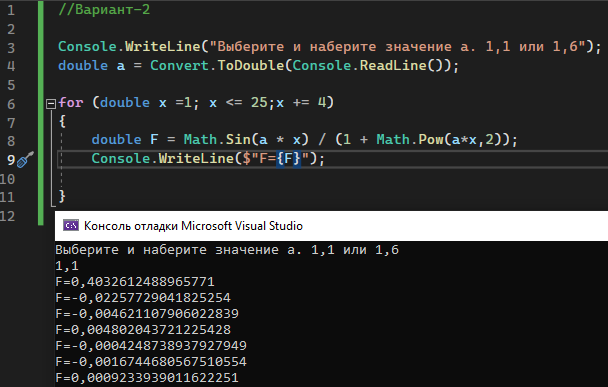 1 //Вариант-2
2
3 Console.WriteLine("Выберите и наберите значение a. 1,1 или 1,6");
4 double a = Convert.ToDouble(Console.ReadLine());
5
6 for (double x =1; x <= 25;x += 4)
7 {
8 double F = Math.Sin(a * x) / (1 + Math.Pow(a*x,2));
9 Console.WriteLine($"F={F}");
10
11 }
12
Консоль отладки Microsoft Visual Studio
Выберите и наберите значение a. 1,1 или 1,6
1,1
F=0,4032612488965771
F=-0,02257729041825254
F=-0,004621107906022839
F=0,004802043721225428
F=-0,0004248738937927949
F=-0,0016744680567510554
F=0,0009233939011622251